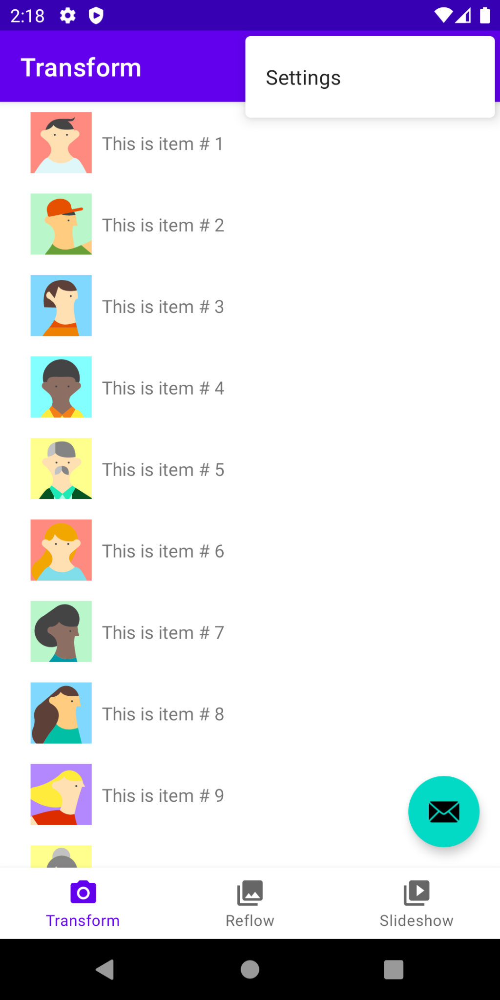 2:18
Transform
Settings
This is item # 1
This is item # 2
This is item # 3
This is item # 4
This is item # 5
This is item # 6
This is item # 7
This is item # 8
This is item # 9
Transform
Reflow
Slideshow